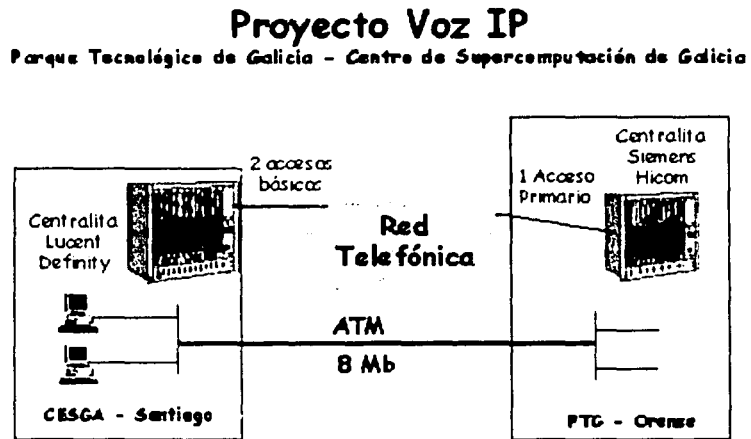 Proyecto Voz IP
Parque Tecnológico de Galicia - Centro de Supercomputación de Galicia
2 accesos
básicos
Centralita
Lucent
Definity
Red
Telefónica
1 Acceso
Primario
Centralita
Siemens
Hicom
ATM
8 Mb
CESGA - Santiago
PTG - Orense